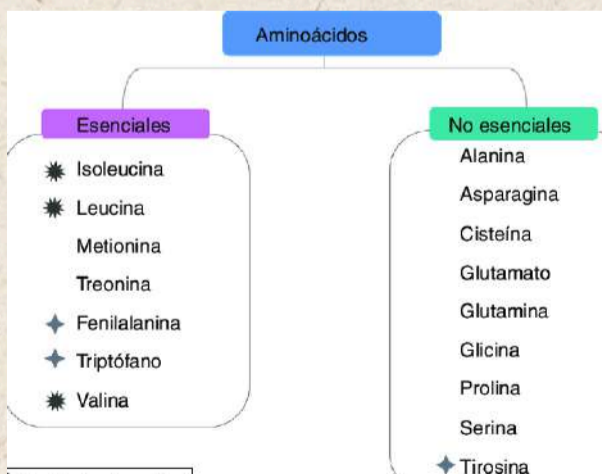 Aminoácidos
Esenciales
Isoleucina
Leucina
Metionina
Treonina
Fenilalanina
Triptófano
Valina
No esenciales
Alanina
Asparagina
Cisteína
Glutamato
Glutamina
Glicina
Prolina
Serina
Tirosina